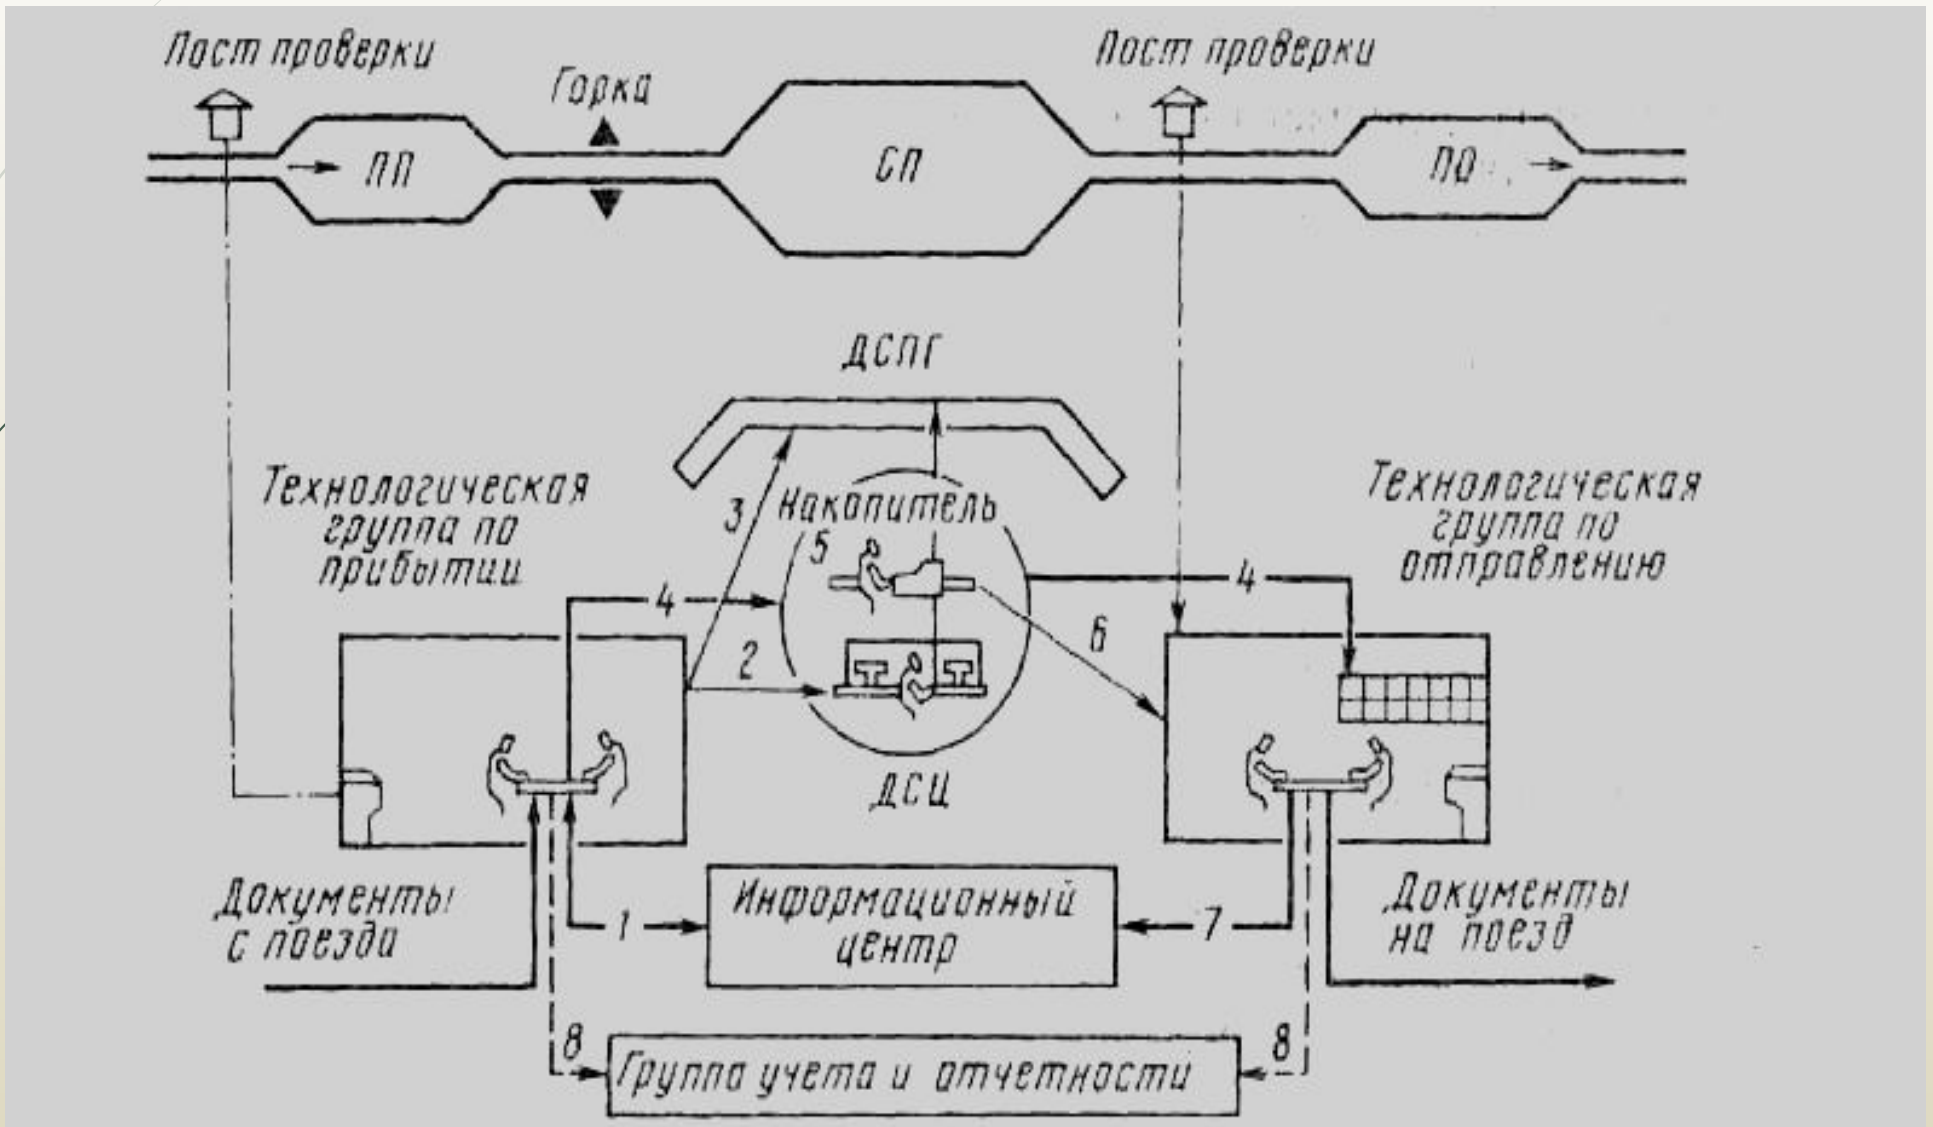 Пост проверки
Пост проверки
Горка
ПП
СП
ПО
ДСПГ
Технологическая
группа по
прибытии
3
Накопитель
5
Технологическая
группа по
отправлению
4
4
2
6
ДСЦ
Документы
с поезда
1
Информационный
центр
7
Документы
на поезд
8
Группа учета и отчетности
8